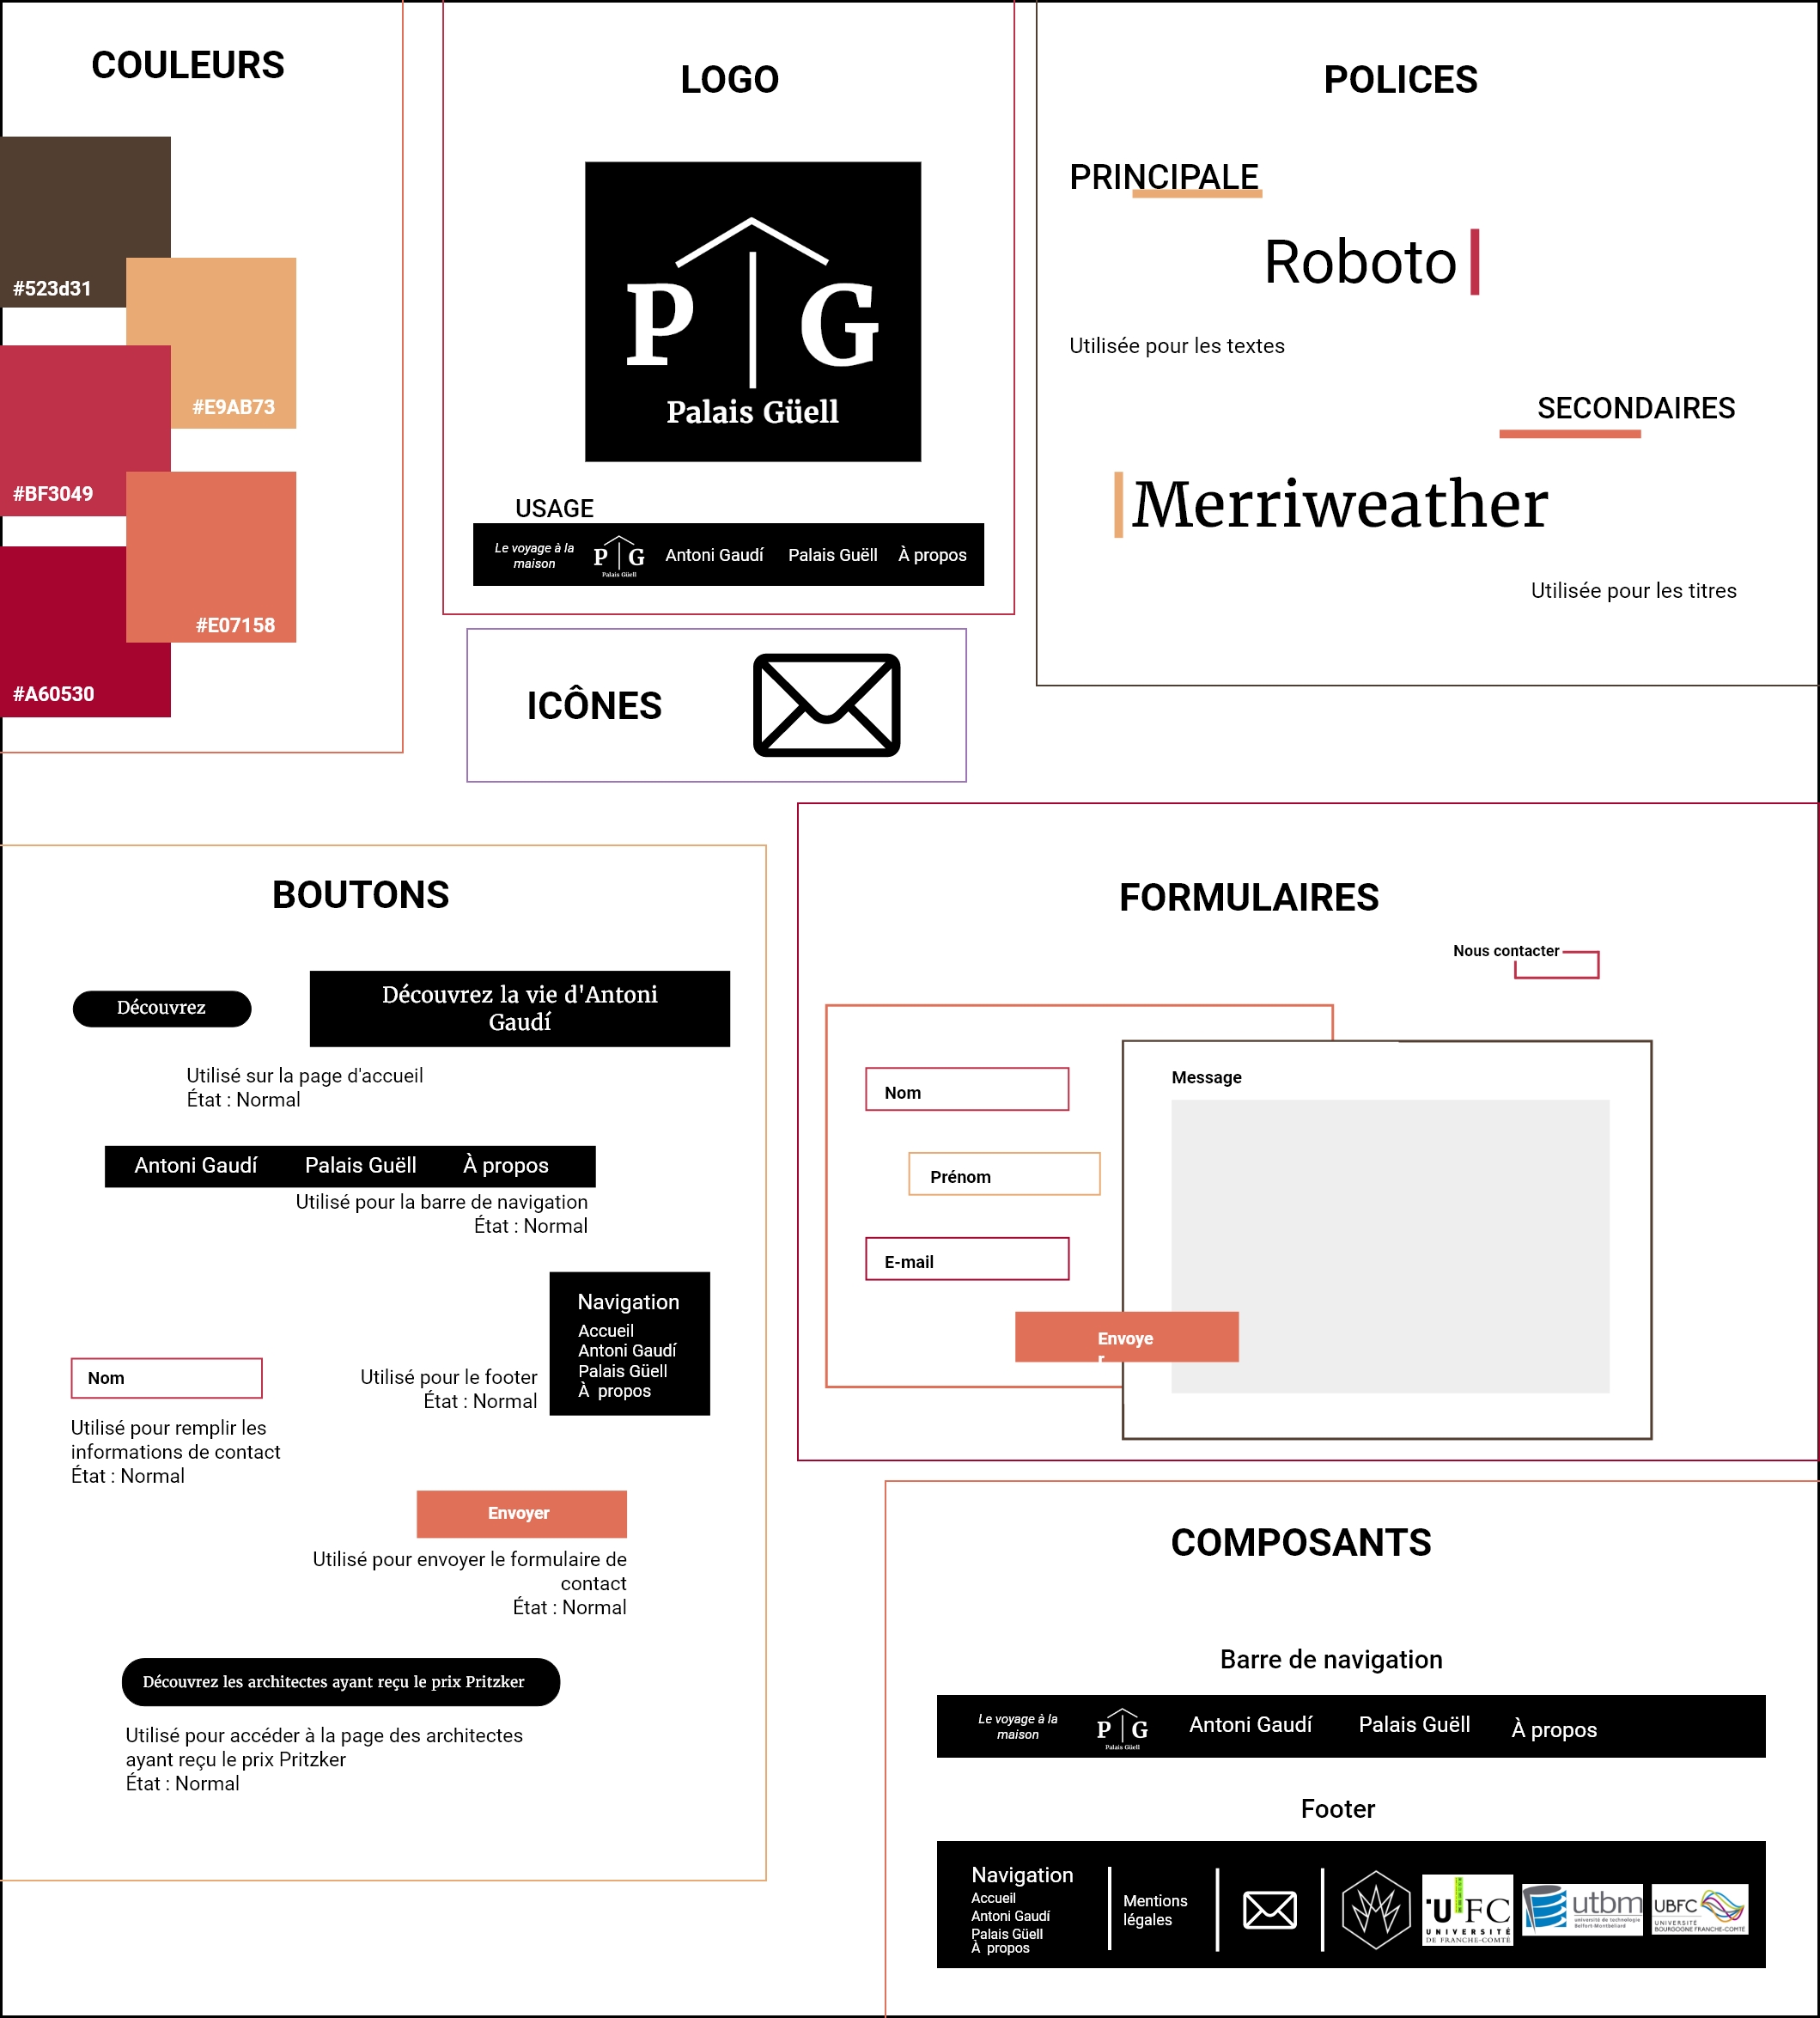 COULEURS
#523d31
#E9AB73
#BF3049
#E07158
#A60530
LOGO
P G
Palais Güell
USAGE
Le voyage à la
maison
P G
Palais Güell
Antoni Gaudí
Palais Guëll
À propos
ICÔNES
POLICES
PRINCIPALE
Roboto
Utilisée pour les textes
SECONDAIRES
Merriweather
Utilisée pour les titres
BOUTONS
Découvrez
Découvrez la vie d'Antoni
Gaudí
Utilisé sur la page d'accueil
État : Normal
Antoni Gaudí Palais Guëll À propos
Utilisé pour la barre de navigation
État : Normal
Navigation
Accueil
Antoni Gaudí
Palais Güell
À propos
Utilisé pour le footer
État : Normal
Nom
Utilisé pour remplir les
informations de contact
État : Normal
Envoyer
Utilisé pour envoyer le formulaire de
contact
État : Normal
Découvrez les architectes ayant reçu le prix Pritzker
Utilisé pour accéder à la page des architectes
ayant reçu le prix Pritzker
État : Normal
FORMULAIRES
Nous contacter
Nom
Prénom
E-mail
Message
Envoye
r
COMPOSANTS
Barre de navigation
Le voyage à la
maison
P G
Palais Güell
Antoni Gaudí
Palais Guëll
À propos
Footer
Navigation
Accueil
Antoni Gaudí
Palais Güell
À propos
Mentions
légales
UFC
UNIVERSITÉ
DE FRANCHE-COMTÉ
utbm
université de technologie
Belfort-Montbéliard
UBFC
UNIVERSITÉ
BOURGOGNE FRANCHE-COMTÉ